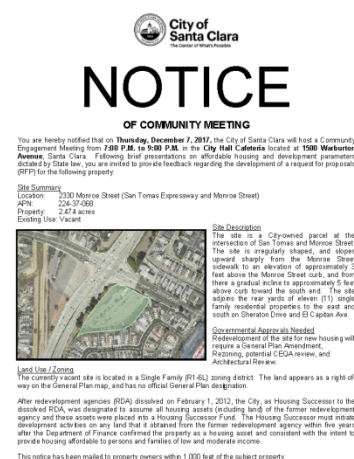 City of
Santa Clara
The Center of What's Possible
NOTICE
OF COMMUNITY MEETING
You are hereby notified that on Thursday, December 7, 2017, the City of Santa Clara will host a Community
Engagement Meeting from 7:00 P.M. to 9:00 P.M. in the City Hall Cafeteria located at 1500 Warburton
Avenue, Santa Clara. Following brief presentations on affordable housing and development parameters
dictated by State law, you are invited to provide feedback regarding the development of a request for proposals
(RFP) for the following property:
Site Summary
Location: 2330 Monroe Street (San Tomas Expressway and Monroe Street)
APN: 224-37-068
Property: 2.474 acres
Existing Use: Vacant
Site Description
The site is a City-owned parcel at the
intersection of San Tomas and Monroe Street.
The site is irregularly shaped, and slopes
upward sharply from the Monroe Street
sidewalk to an elevation of approximately 3
feet above the Monroe Street curb, and from
there a gradual incline to approximately 5 feet
above curb toward the south end. The site
adjoins the rear yards of eleven (11) single
family residential properties to the east and
south on Sheraton Drive and El Capitan Ave.
Governmental Approvals Needed
Redevelopment of the site for new housing will
require a General Plan Amendment,
Rezoning, potential CEQA review, and
Architectural Review.
Land Use / Zoning
The currently vacant site is located in a Single Family (R1-6L) zoning district. The land appears as a right-of-
way on the General Plan map, and has no official General Plan designation.
After redevelopment agencies (RDA) dissolved on February 1, 2012, the City, as Housing Successor to the
dissolved RDA, was designated to assume all housing assets (including land) of the former redevelopment
agency and these assets were placed into a Housing Successor Fund. The Housing Successor must initiate
development activities on any land that it obtained from the former redevelopment agency within five years
after the Department of Finance confirmed the property as a housing asset and consistent with the intent to
provide housing affordable to persons and families of low and moderate income.
This notice has been mailed to property owners within 1,000 feet of the subject property.